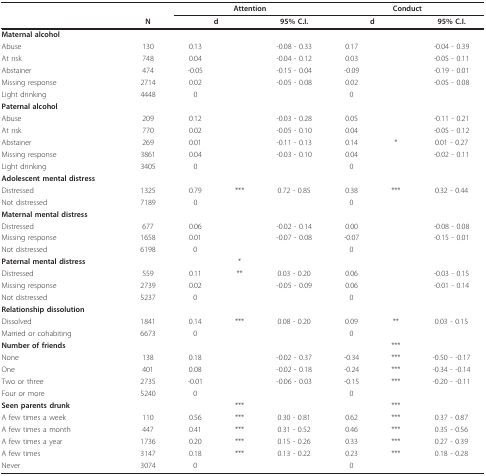 Attention Conduct
N d 95% C.I. d 95% C.I.
Maternal alcohol
Abuse 130 0.13 -0.08 - 0.33 0.17 -0.04 - 0.39
At risk 748 0.04 -0.04 - 0.12 0.03 -0.05 - 0.11
Abstainer 474 -0.05 -0.15 - 0.04 -0.09 -0.19 - 0.01
Missing response 2714 0.02 -0.05 - 0.08 0.02 -0.05 - 0.08
Light drinking 4448 0 0
Paternal alcohol
Abuse 209 0.12 -0.03 - 0.28 0.05 -0.11 - 0.21
At risk 770 0.02 -0.05 - 0.10 0.04 -0.05 - 0.12
Abstainer 269 0.01 -0.11 - 0.13 0.14 * 0.01 - 0.27
Missing response 3861 0.04 -0.03 - 0.10 0.04 -0.02 - 0.11
Light drinking 3405 0 0
Adolescent mental distress
Distressed 1325 0.79 *** 0.72 - 0.85 0.38 *** 0.32 - 0.44
Not distressed 7189 0 0
Maternal mental distress
Distressed 677 0.06 -0.02 - 0.14 0.00 -0.08 - 0.08
Missing response 1658 0.01 -0.07 - 0.08 -0.07 -0.15 - 0.01
Not distressed 6198 0 0
Paternal mental distress *
Distressed 559 0.11 ** 0.03 - 0.20 0.06 -0.03 - 0.15
Missing response 2739 0.02 -0.05 - 0.09 0.06 -0.01 - 0.14
Not distressed 5237 0 0
Relationship dissolution
Dissolved 1841 0.14 *** 0.08 - 0.20 0.09 ** 0.03 - 0.15
Married or cohabiting 6673 0 0
Number of friends ***
None 138 0.18 -0.02 - 0.37 -0.34 *** -0.50 - -0.17
One 401 0.08 -0.02 - 0.18 -0.24 *** -0.34 - -0.14
Two or three 2735 -0.01 -0.06 - 0.03 -0.15 *** -0.20 - -0.11
Four or more 5240 0 0
Seen parents drunk *** ***
A few times a week 110 0.56 *** 0.30 - 0.81 0.62 *** 0.37 - 0.87
A few times a month 447 0.41 *** 0.31 - 0.52 0.46 *** 0.35 - 0.56
A few times a year 1736 0.20 *** 0.15 - 0.26 0.33 *** 0.27 - 0.39
A few times 3147 0.18 *** 0.13 - 0.22 0.23 *** 0.18 - 0.28
Never 3074 0 0